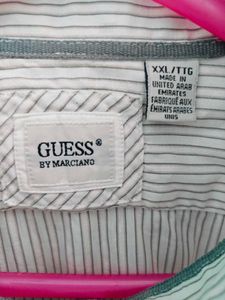 GUESS®
BY MARCIANO
XXL/TTG
MADE IN
UNITED ARAB
EMIRATES
FABRIQUÉ AUX
ÉMIRATS ARABES
UNIS